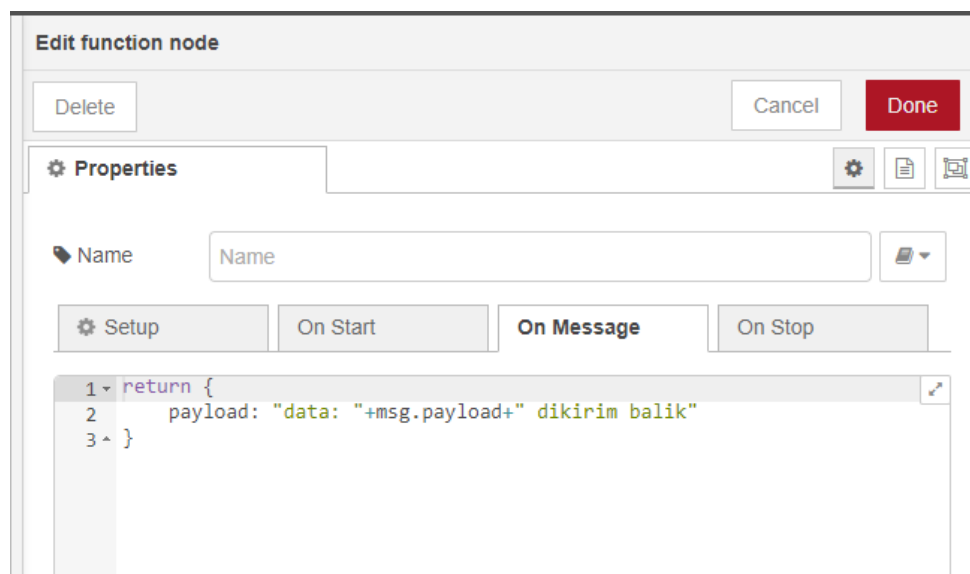 Edit function node
Delete Cancel Done
Properties
Name Name
Setup On Start On Message On Stop
1 return {
2 payload: "data: "+msg.payload+" dikirim balik"
3 }